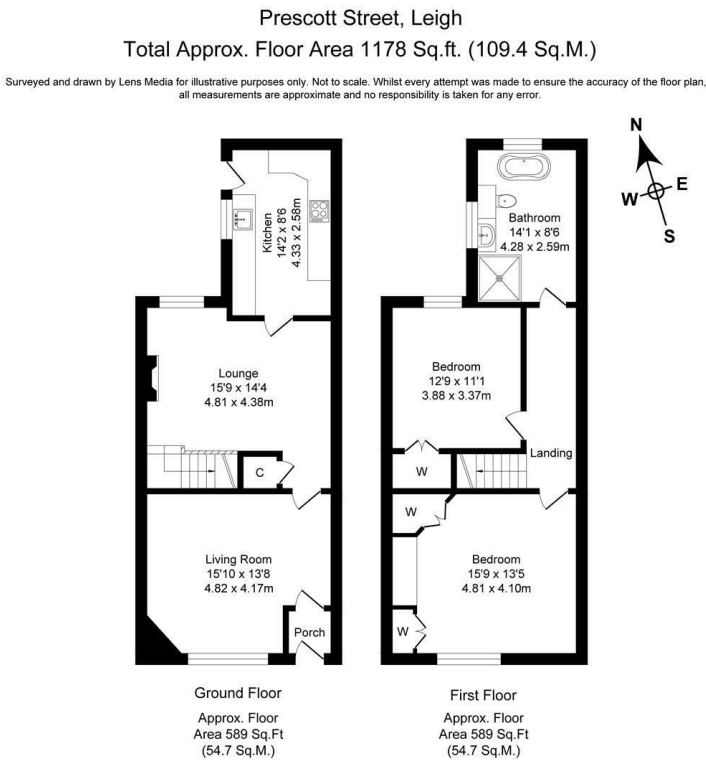 Prescott Street, Leigh
Total Approx. Floor Area 1178 Sq.ft. (109.4 Sq.M.)
Surveyed and drawn by Lens Media for illustrative purposes only. Not to scale. Whilst every attempt was made to ensure the accuracy of the floor plan,
all measurements are approximate and no responsibility is taken for any error.
N
W
E
S
Kitchen
14'2 x 8'6
4.33 x 2.58m
Lounge
15'9 x 14'4
4.81 x 4.38m
C
Living Room
15'10 x 13'8
4.82 x 4.17m
Porch
Ground Floor
Approx. Floor
Area 589 Sq.Ft
(54.7 Sq.M.)
Bathroom
14'1 x 8'6
4.28 x 2.59m
Bedroom
12'9 x 11'1
3.88 x 3.37m
Landing
W
W
Bedroom
15'9 x 13'5
4.81 x 4.10m
W
First Floor
Approx. Floor
Area 589 Sq.Ft
(54.7 Sq.M.)